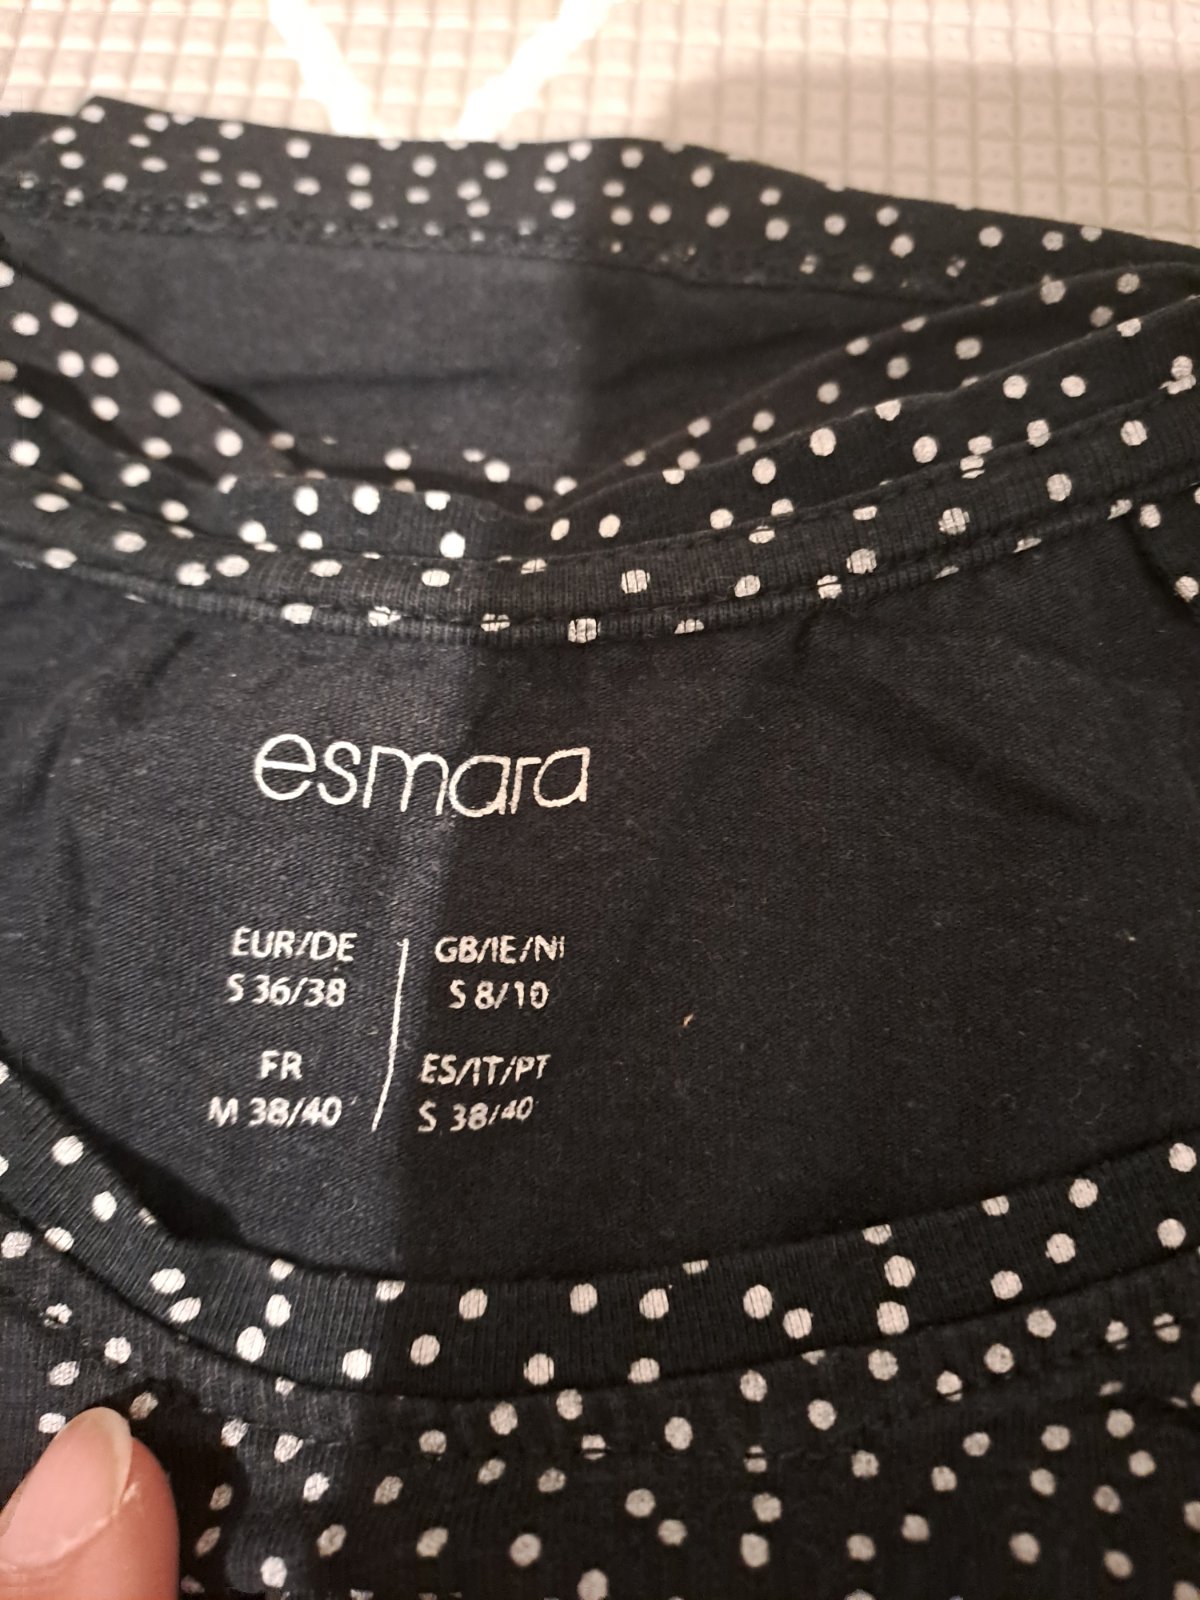 esmara
EUR/DE
S 36/38
GB/IE/NI
S 8/10
FR
M 38/40
ES/IT/PT
S 38/40